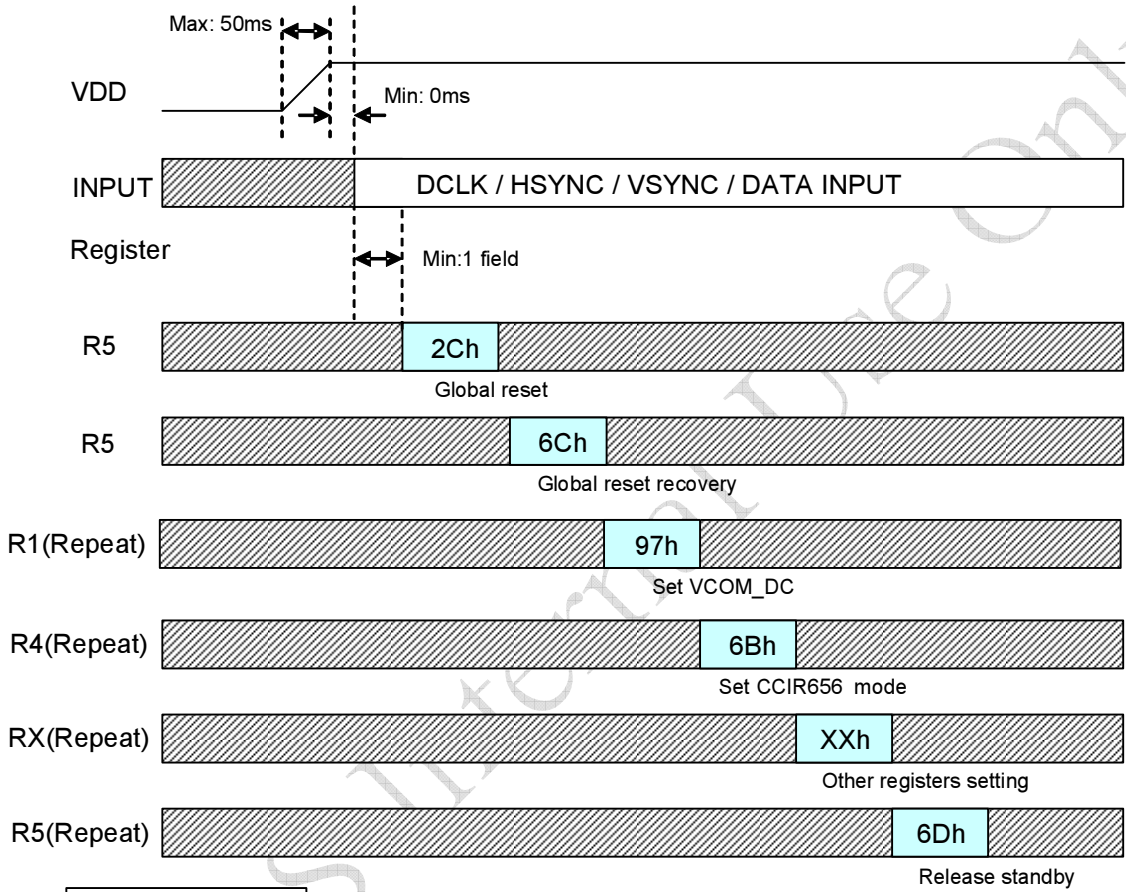 Max: 50ms
VDD
Min: 0ms
INPUT
DCLK / HSYNC / VSYNC / DATA INPUT
Register
Min:1 field
R5
2Ch
Global reset
R5
6Ch
Global reset recovery
R1(Repeat)
97h
Set VCOM_DC
R4(Repeat)
6Bh
Set CCIR656 mode
RX(Repeat)
XXh
Other registers setting
R5(Repeat)
6Dh
Release standby
Internal Use